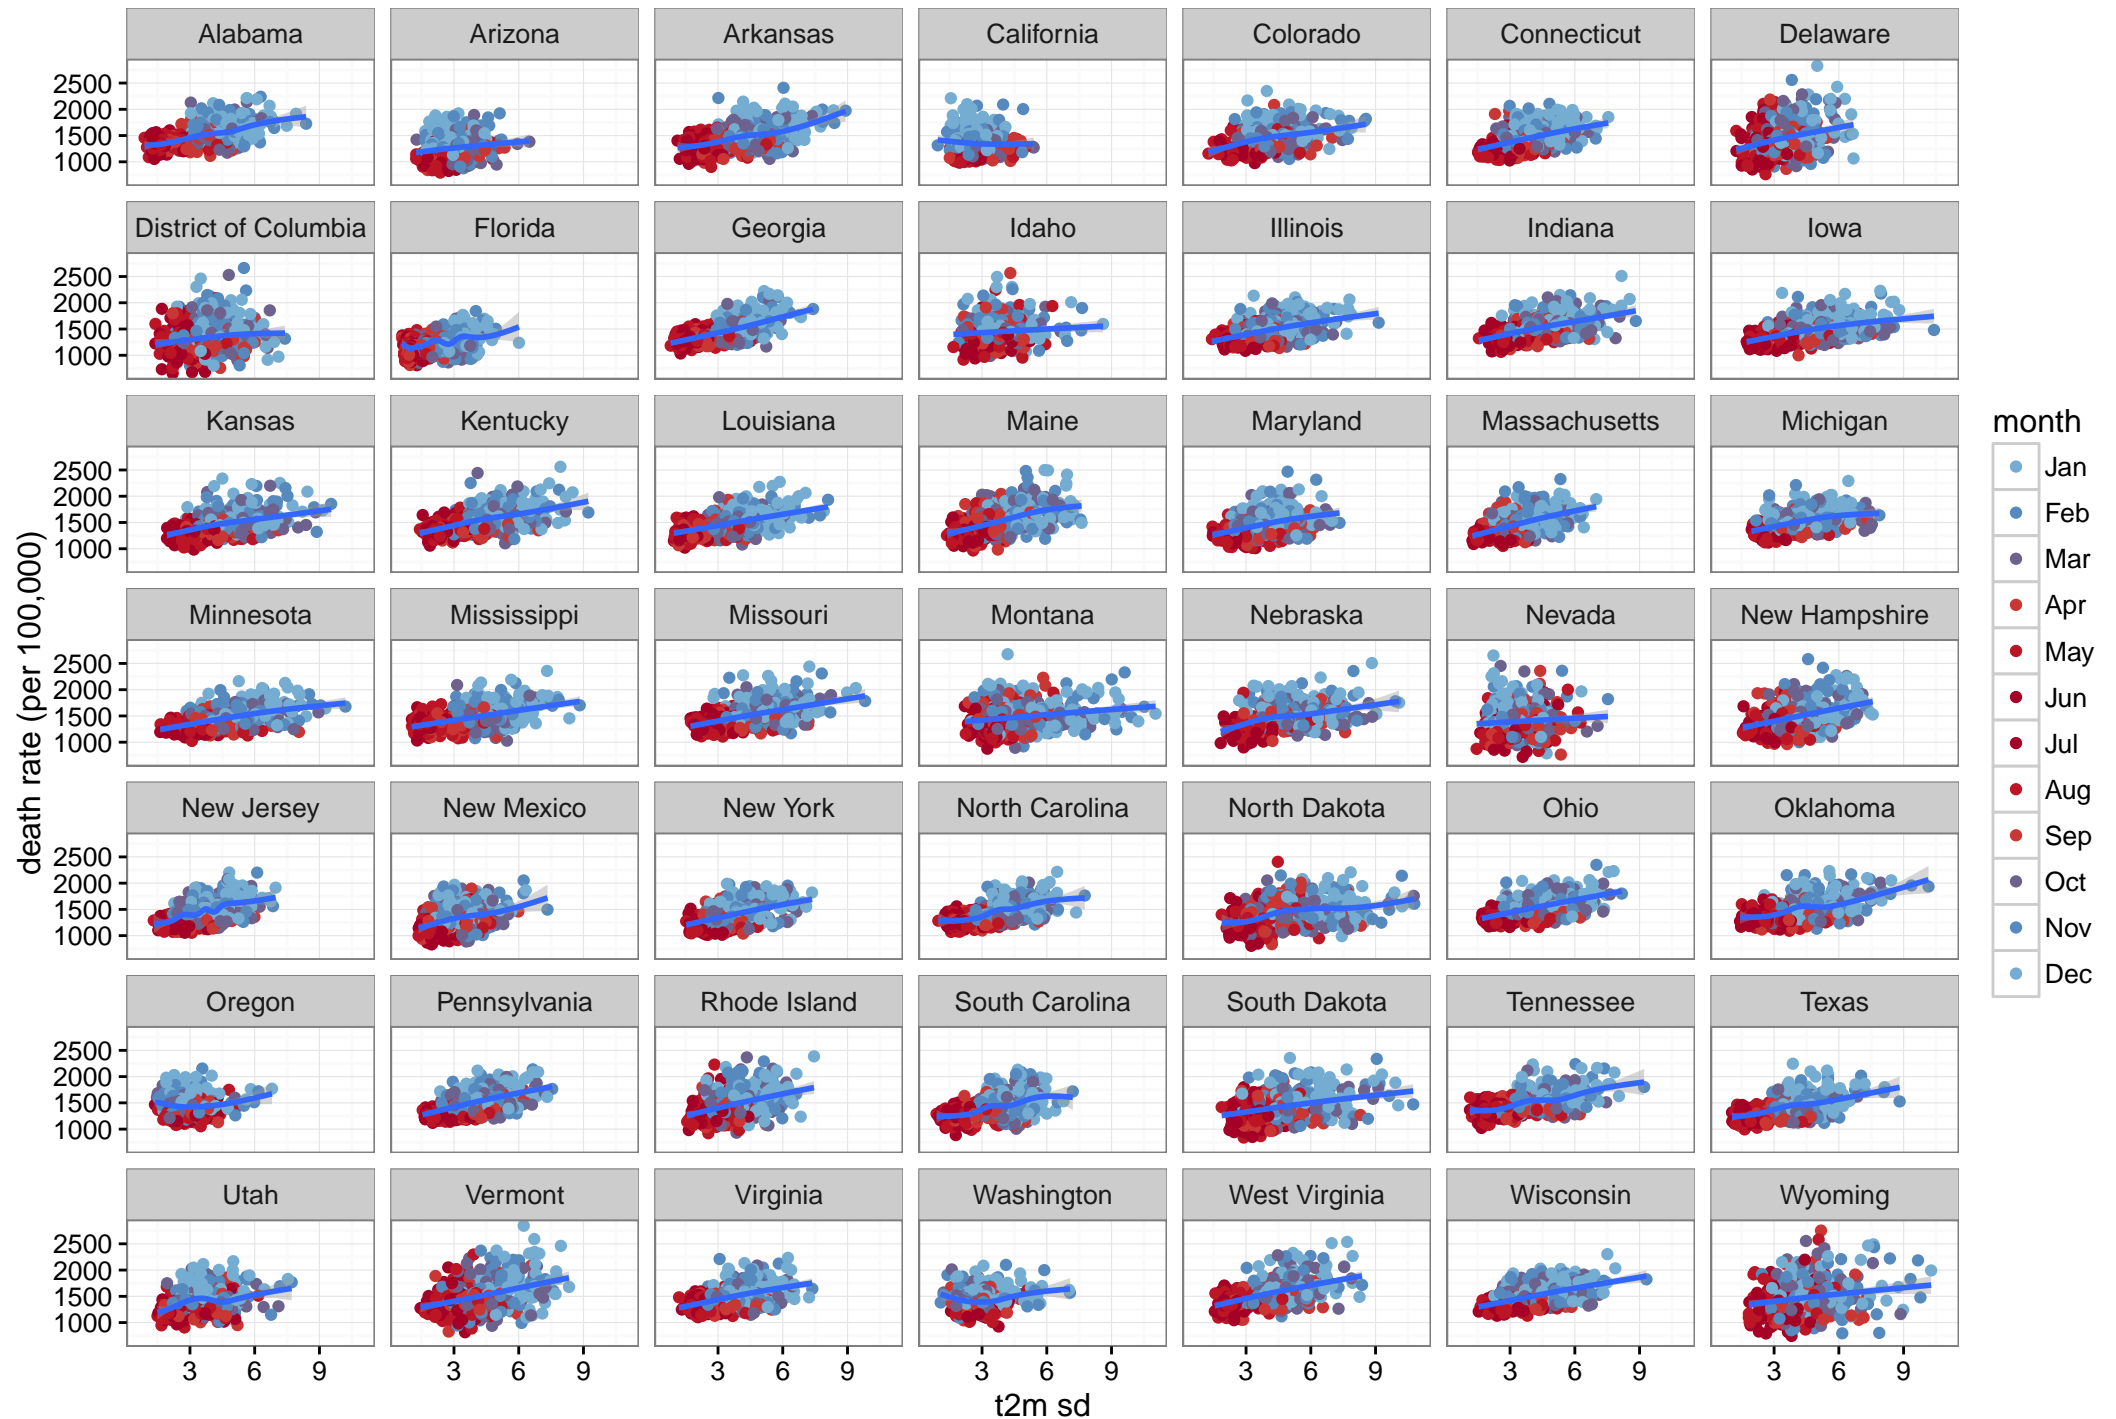 Alabama Arizona Arkansas California Colorado Connecticut Delaware
2500
2000
1500
1000
District of Columbia Florida Georgia Idaho Illinois Indiana Iowa
2500
2000
1500
1000
Kansas Kentucky Louisiana Maine Maryland Massachusetts Michigan
2500
2000
1500
1000
Minnesota Mississippi Missouri Montana Nebraska Nevada New Hampshire
2500
2000
1500
1000
New Jersey New Mexico New York North Carolina North Dakota Ohio Oklahoma
2500
2000
1500
1000
Oregon Pennsylvania Rhode Island South Carolina South Dakota Tennessee Texas
2500
2000
1500
1000
Utah Vermont Virginia Washington West Virginia Wisconsin Wyoming
2500
2000
1500
1000
3 6 9 3 6 9 3 6 9 3 6 9 3 6 9 3 6 9 3 6 9
t2m sd
death rate (per 100,000)
month
Jan
Feb
Mar
Apr
May
Jun
Jul
Aug
Sep
Oct
Nov
Dec